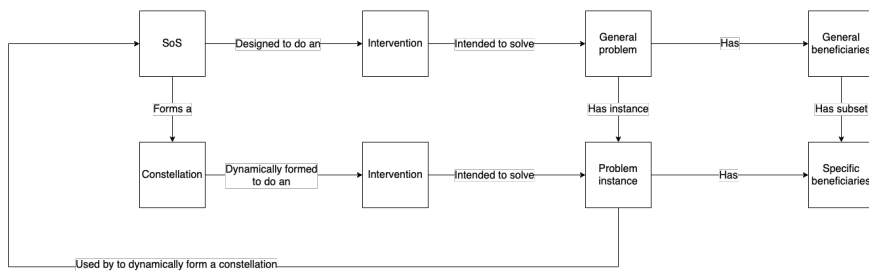 SoS
Designed to do an
Intervention
Intended to solve
General
problem
Has
General
beneficiaries
Forms a
Has instance
Has subset
Constellation
Dynamically formed
to do an
Intervention
Intended to solve
Problem
instance
Has
Specific
beneficiaries
Used by to dynamically form a constellation